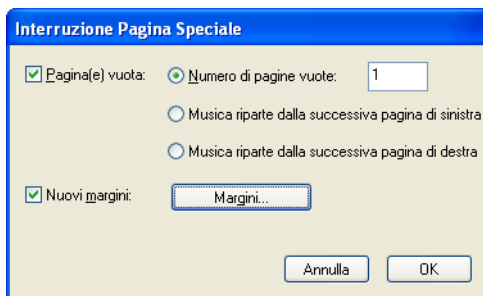 Interruzione Pagina Speciale
Pagina(e) vuota:
Numero di pagine vuote: 1
Musica riparte dalla successiva pagina di sinistra
Musica riparte dalla successiva pagina di destra
Nuovi margini: Margini...
Annulla OK